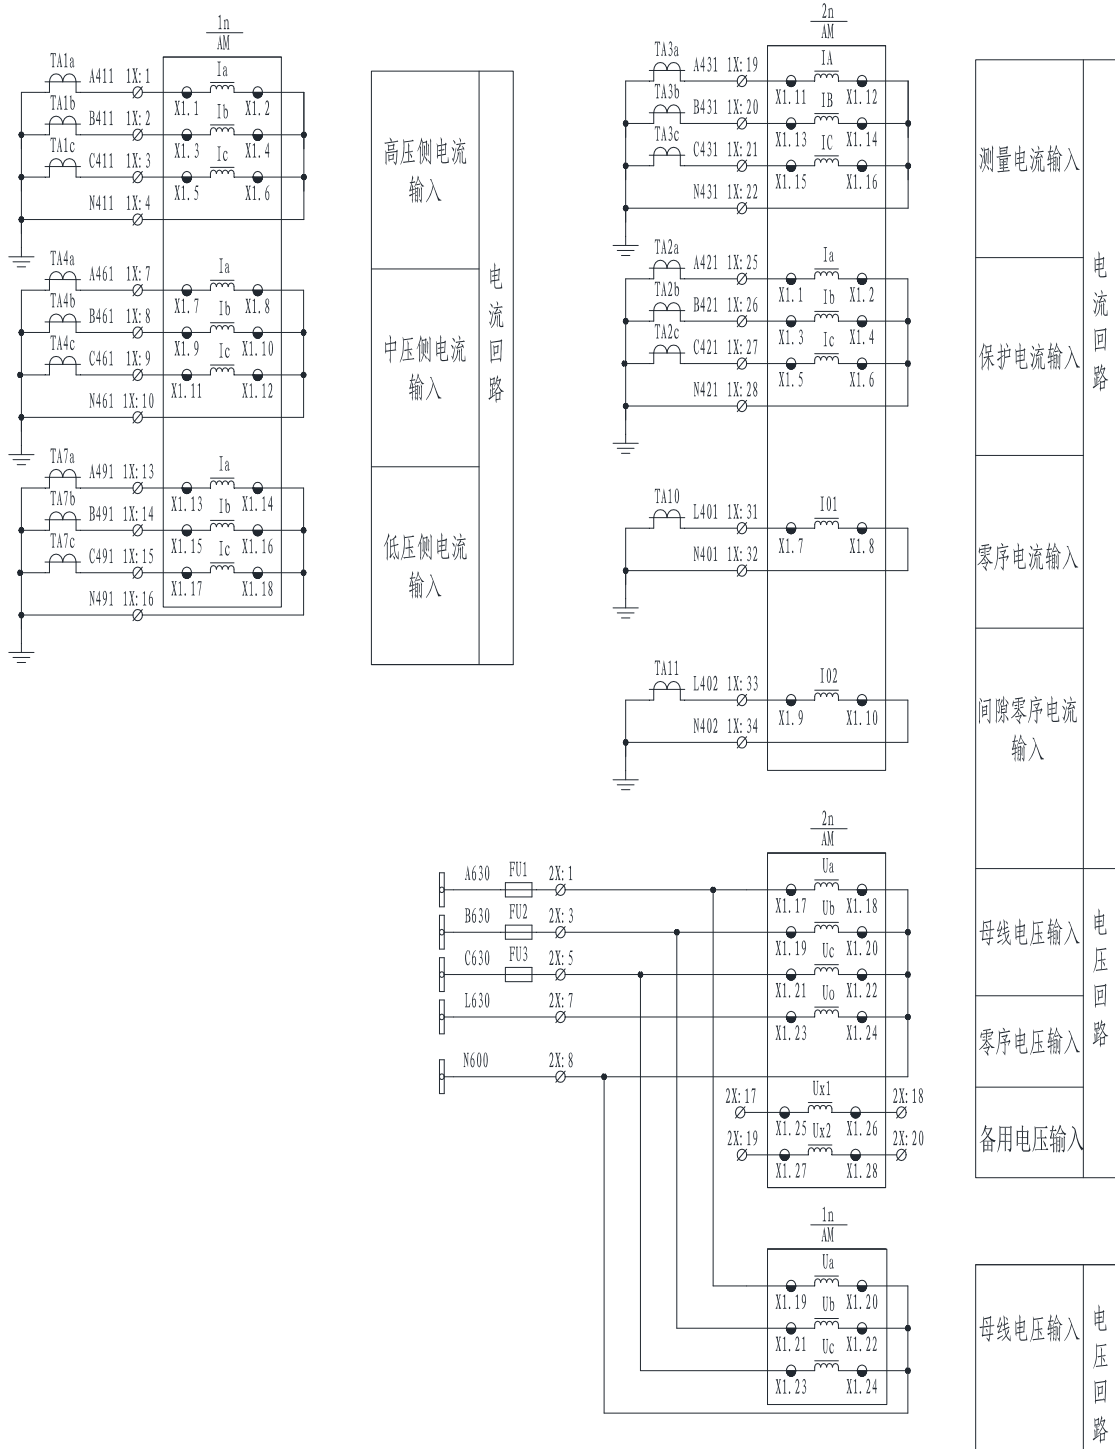 1n
AM
TA1a
A411 1X:1
Ia
X1.1 X1.2
TA1b
B411 1X:2
Ib
X1.3 X1.4
TA1c
C411 1X:3
Ic
X1.5 X1.6
N411 1X:4
TA4a
A461 1X:7
Ia
X1.7 X1.8
TA4b
B461 1X:8
Ib
X1.9 X1.10
TA4c
C461 1X:9
Ic
X1.11 X1.12
N461 1X:10
TA7a
A491 1X:13
Ia
X1.13 X1.14
TA7b
B491 1X:14
Ib
X1.15 X1.16
TA7c
C491 1X:15
Ic
X1.17 X1.18
N491 1X:16
高压侧电流
输入
中压侧电流
输入
低压侧电流
输入
电
流
回
路
2n
AM
TA3a
A431 1X:19
IA
X1.11 X1.12
TA3b
B431 1X:20
IB
X1.13 X1.14
TA3c
C431 1X:21
IC
X1.15 X1.16
N431 1X:22
TA2a
A421 1X:25
Ia
X1.1 X1.2
TA2b
B421 1X:26
Ib
X1.3 X1.4
TA2c
C421 1X:27
Ic
X1.5 X1.6
N421 1X:28
TA10
L401 1X:31
I01
X1.7 X1.8
N401 1X:32
TA11
L402 1X:33
I02
X1.9 X1.10
N402 1X:34
测量电流输入
保护电流输入
零序电流输入
间隙零序电流
输入
电
流
回
路
2n
AM
A630 FU1 2X:1
Ua
X1.17 X1.18
B630 FU2 2X:3
Ub
X1.19 X1.20
C630 FU3 2X:5
Uc
X1.21 X1.22
L630 2X:7
Uo
X1.23 X1.24
N600 2X:8
2X:17 Ux1 2X:18
X1.25 X1.26
2X:19 Ux2 2X:20
X1.27 X1.28
母线电压输入
零序电压输入
备用电压输入
电
压
回
路
1n
AM
Ua
X1.19 X1.20
Ub
X1.21 X1.22
Uc
X1.23 X1.24
母线电压输入
电
压
回
路